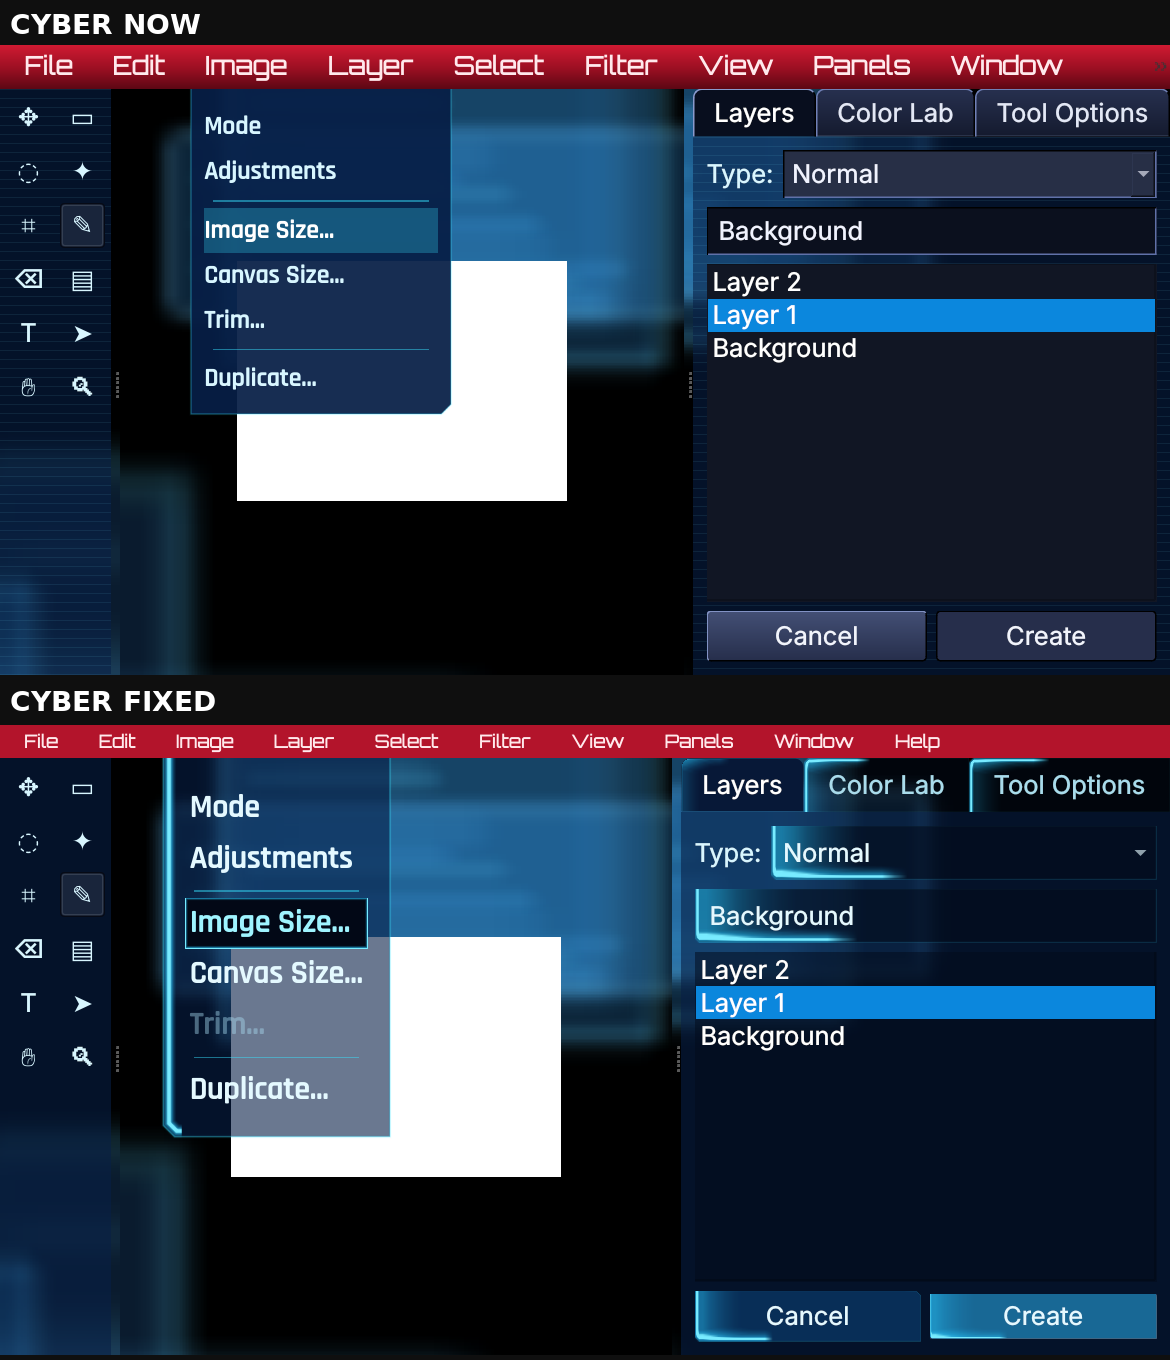 CYBER NOW
File Edit Image Layer Select Filter View Panels Window »
Mode
Adjustments
Image Size...
Canvas Size...
Trim...
Duplicate...
T
Layers Color Lab Tool Options
Type: Normal
Background
Layer 2
Layer 1
Background
Cancel Create
CYBER FIXED
File Edit Image Layer Select Filter View Panels Window Help
Mode
Adjustments
Image Size...
Canvas Size...
Trim...
Duplicate...
T
Layers Color Lab Tool Options
Type: Normal
Background
Layer 2
Layer 1
Background
Cancel Create